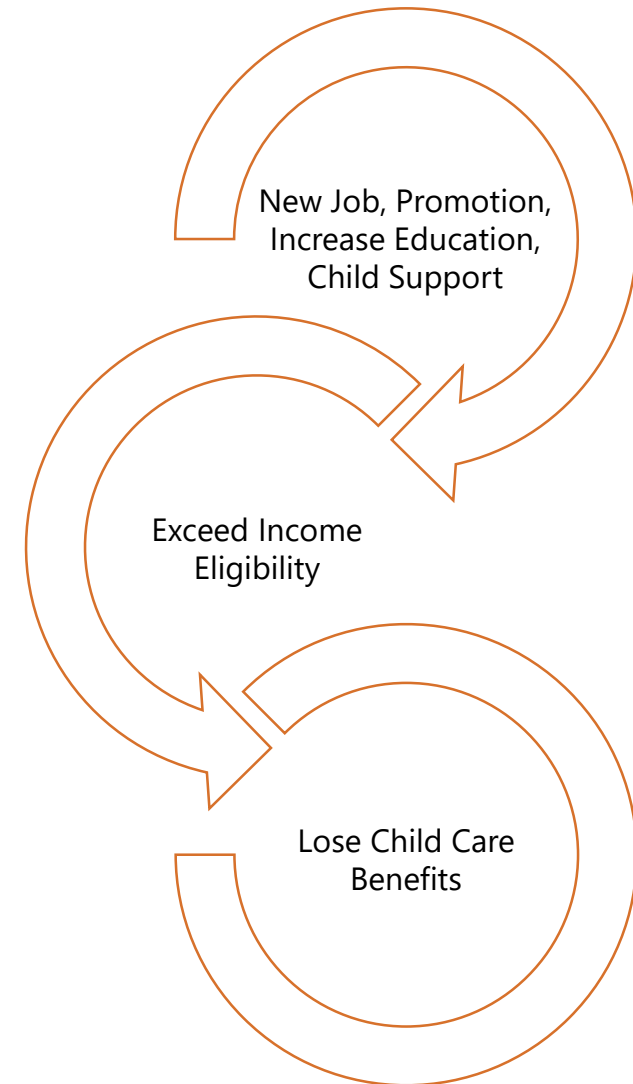 New Job, Promotion,
Increase Education,
Child Support
Exceed Income
Eligibility
Lose Child Care
Benefits